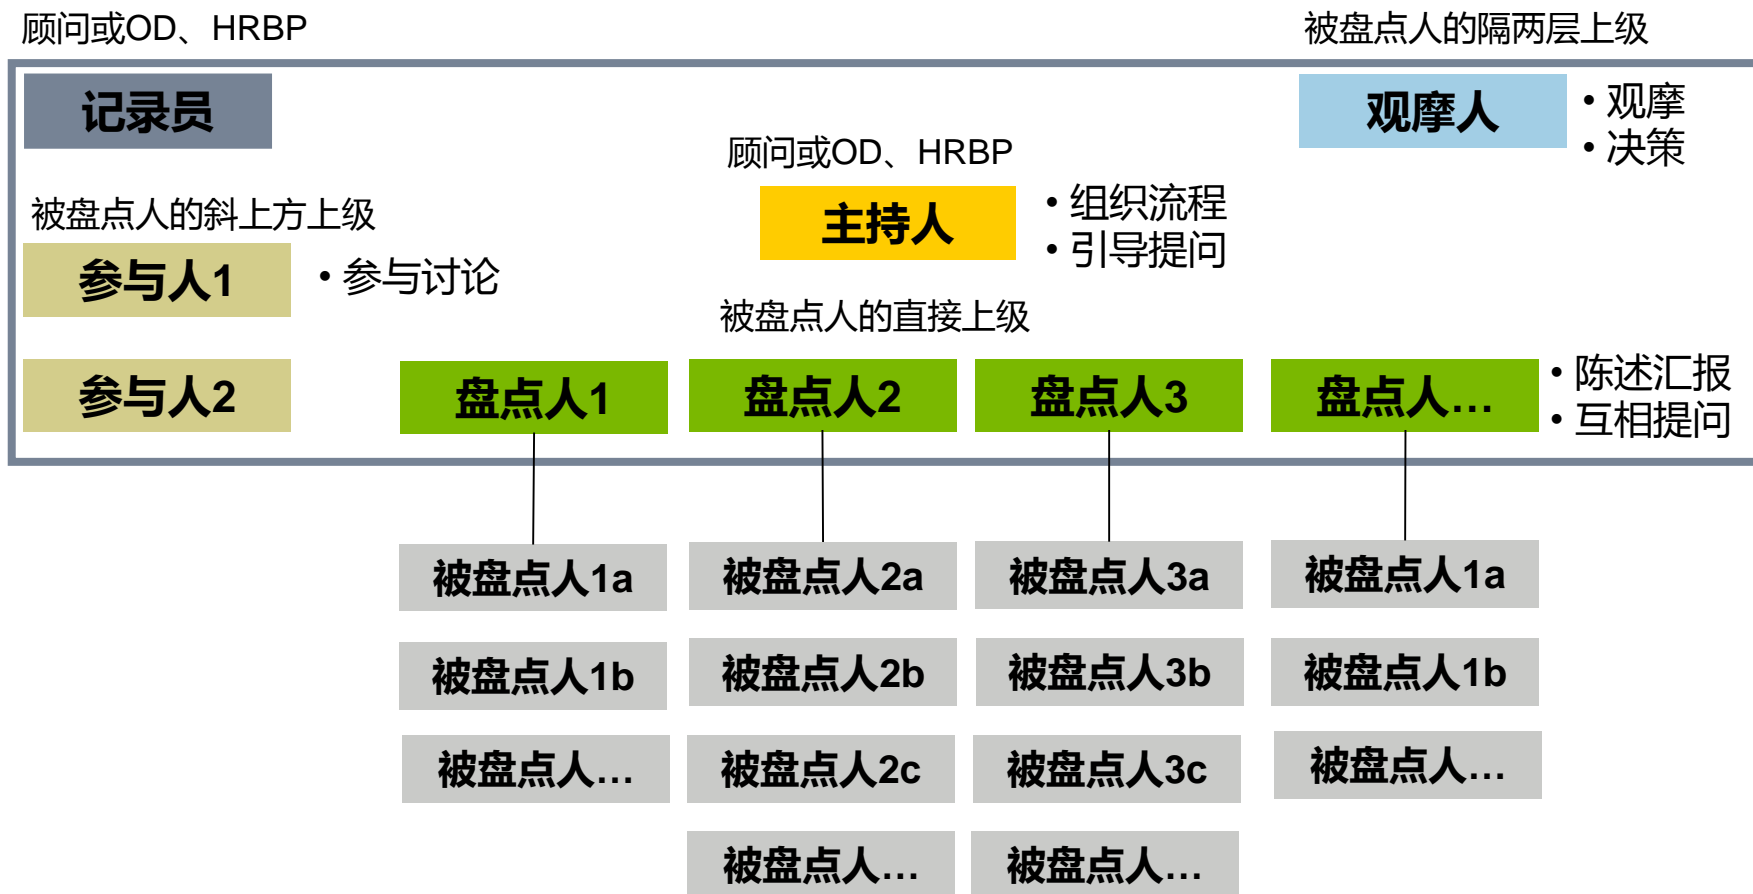 顾问或OD、HRBP
被盘点人的隔两层上级
记录员
观摩人
• 观摩
• 决策
顾问或OD、HRBP
主持人
• 组织流程
• 引导提问
被盘点人的斜上方上级
参与人1
• 参与讨论
被盘点人的直接上级
参与人2
盘点人1
盘点人2
盘点人3
盘点人…
• 陈述汇报
• 互相提问
被盘点人1a
被盘点人2a
被盘点人3a
被盘点人1a
被盘点人1b
被盘点人2b
被盘点人3b
被盘点人1b
被盘点人…
被盘点人2c
被盘点人3c
被盘点人…
被盘点人…
被盘点人…